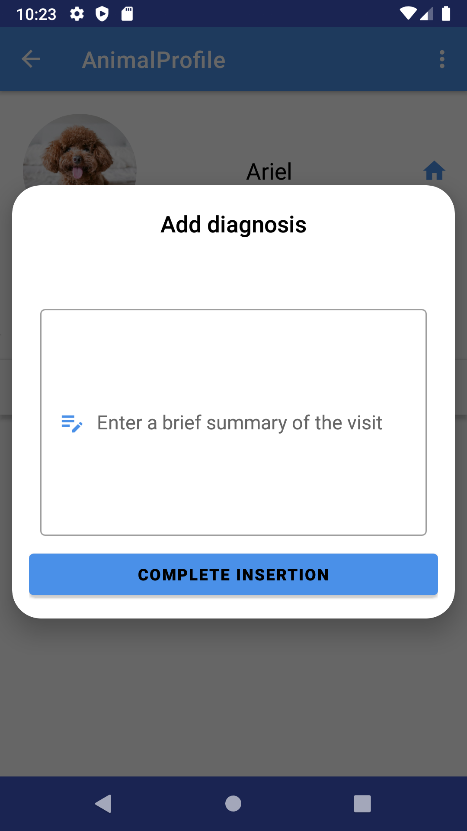 10:23
AnimalProfile
Ariel
Add diagnosis
Enter a brief summary of the visit
COMPLETE INSERTION